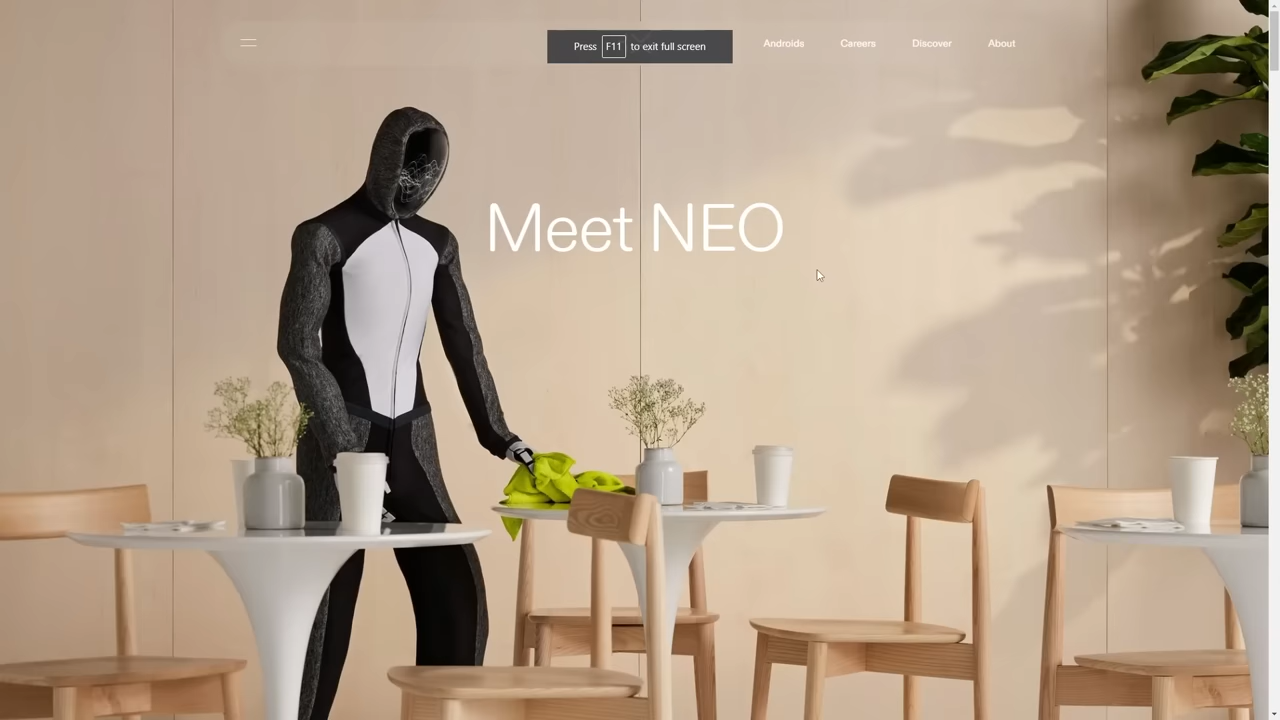 Press F11 to exit full screen
Androids
Careers
Discover
About
Meet NEO